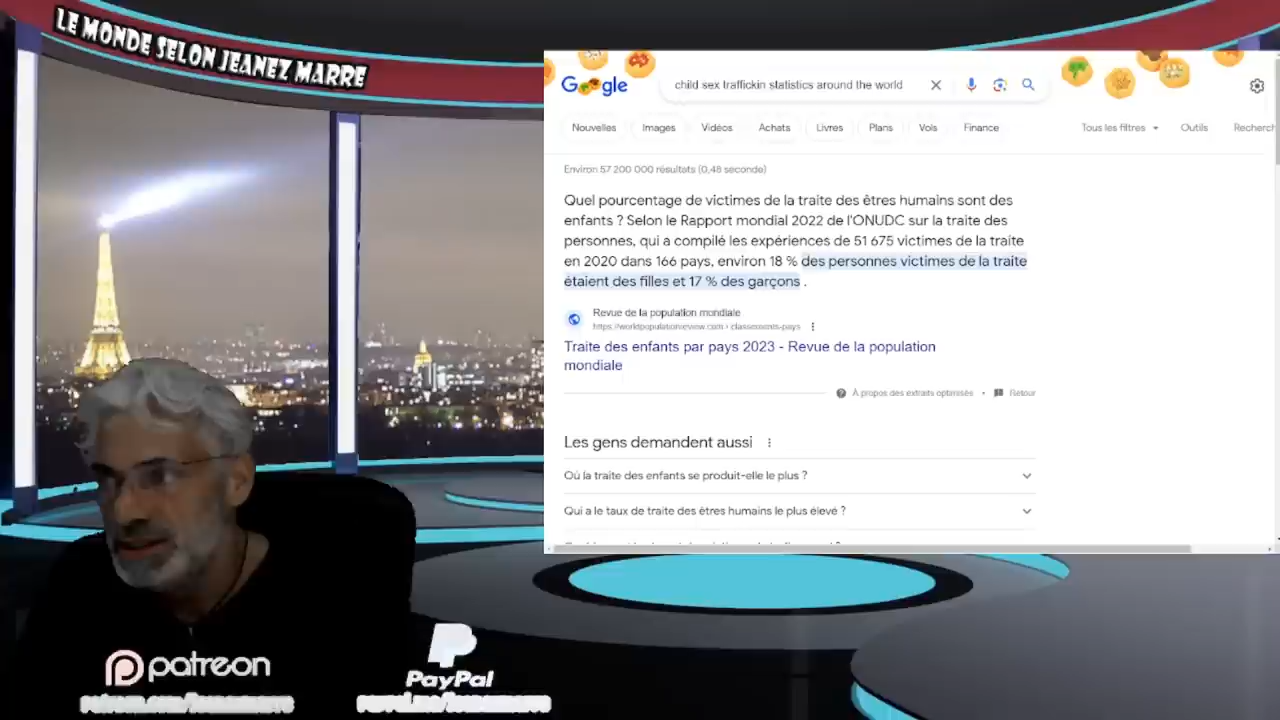 LE MONDE SELON JEANEZ MARRE
Google
child sex traffickin statistics around the world
Nouvelles Images Vidéos Achats Livres Plans Vols Finance Tous les filtres Outils Recherch
Environ 57 200 000 résultats (0,48 seconde)
Quel pourcentage de victimes de la traite des êtres humains sont des
enfants ? Selon le Rapport mondial 2022 de l'ONUDC sur la traite des
personnes, qui a compilé les expériences de 51 675 victimes de la traite
en 2020 dans 166 pays, environ 18 % des personnes victimes de la traite
étaient des filles et 17 % des garçons .
Revue de la population mondiale
https://worldpopulationreview.com › classements-pays
Traite des enfants par pays 2023 - Revue de la population
mondiale
À propos des extraits optimisés • Retour
Les gens demandent aussi
Où la traite des enfants se produit-elle le plus ?
Qui a le taux de traite des êtres humains le plus élevé ?
patreon
PayPal